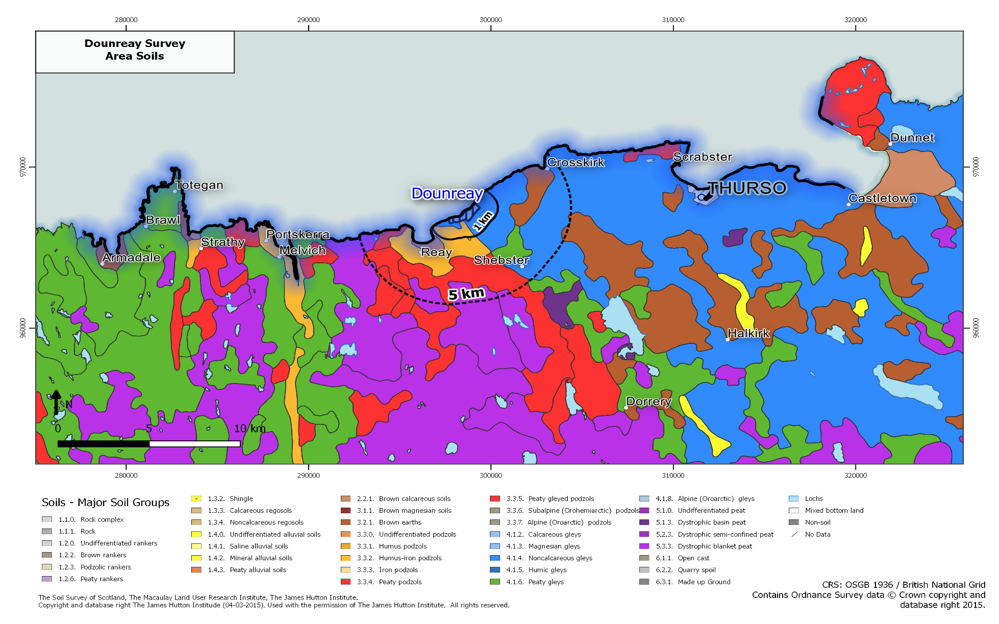 280000
290000
300000
310000
320000
Dounreay Survey
Area Soils
970000
970000
960000
960000
Dunnet
Scrabster
Crosskirk
Totegan
THURSO
Dounreay
Castletown
Brawl
1 km
Portskerra
Strathy
Melvich
Reay
Armadale
Shebster
5 km
Halkirk
Dorrery
N
0 5 10 km
280000
290000
300000
310000
320000
Soils - Major Soil Groups
1.1.0. Rock complex
1.1.1. Rock
1.2.0. Undifferentiated rankers
1.2.2. Brown rankers
1.2.3. Podzolic rankers
1.2.6. Peaty rankers
1.3.2. Shingle
1.3.3. Calcareous regosols
1.3.4. Noncalcareous regosols
1.4.0. Undifferentiated alluvial soils
1.4.1. Saline alluvial soils
1.4.2. Mineral alluvial soils
1.4.3. Peaty alluvial soils
2.2.1. Brown calcareous soils
3.1.1. Brown magnesian soils
3.2.1. Brown earths
3.3.0. Undifferentiated podzols
3.3.1. Humus podzols
3.3.2. Humus-iron podzols
3.3.3. Iron podzols
3.3.4. Peaty podzols
3.3.5. Peaty gleyed podzols
3.3.6. Subalpine (Orohemiarctic) podzols
3.3.7. Alpine (Oroarctic) podzols
4.1.2. Calcareous gleys
4.1.3. Magnesian gleys
4.1.4. Noncalcareous gleys
4.1.5. Humic gleys
4.1.6. Peaty gleys
4.1.8. Alpine (Oroarctic) gleys
5.1.0. Undifferentiated peat
5.1.3. Dystrophic basin peat
5.2.3. Dystrophic semi-confined peat
5.3.3. Dystrophic blanket peat
6.1.1. Open cast
6.2.2. Quarry spoil
6.3.1. Made up Ground
Lochs
Mixed bottom land
Non-soil
No Data
The Soil Survey of Scotland, The Macaulay Land User Research Institute, The James Hutton Institute.
Copyright and database right The James Hutton Institude (04-03-2015). Used with the permission of The James Hutton Institute. All rights reserved.
CRS: OSGB 1936 / British National Grid
Contains Ordnance Survey data © Crown copyright and
database right 2015.